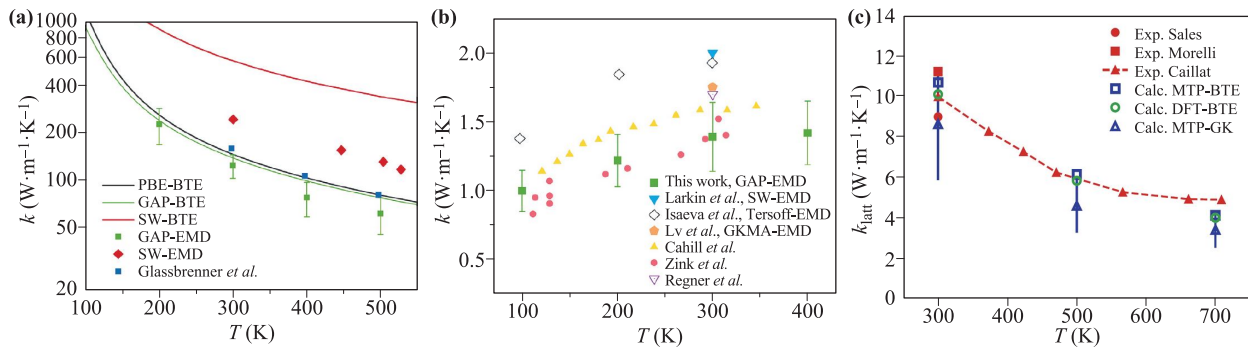 (a)
1000
800
600
400
200
100
50
20
k (W·m⁻¹·K⁻¹)
PBE-BTE
GAP-BTE
SW-BTE
GAP-EMD
SW-EMD
Glassbrenner et al.
100
200
300
400
500
T (K)
(b)
2.0
1.5
1.0
0.5
k (W·m⁻¹·K⁻¹)
This work, GAP-EMD
Larkin et al., SW-EMD
Isaeva et al., Tersoff-EMD
Lv et al., GKMA-EMD
Cahill et al.
Zink et al.
Regner et al.
100
200
300
400
T (K)
(c)
14
12
10
8
6
4
2
0
k_latt (W·m⁻¹·K⁻¹)
Exp. Sales
Exp. Morelli
Exp. Caillat
Calc. MTP-BTE
Calc. DFT-BTE
Calc. MTP-GK
300
400
500
600
700
T (K)